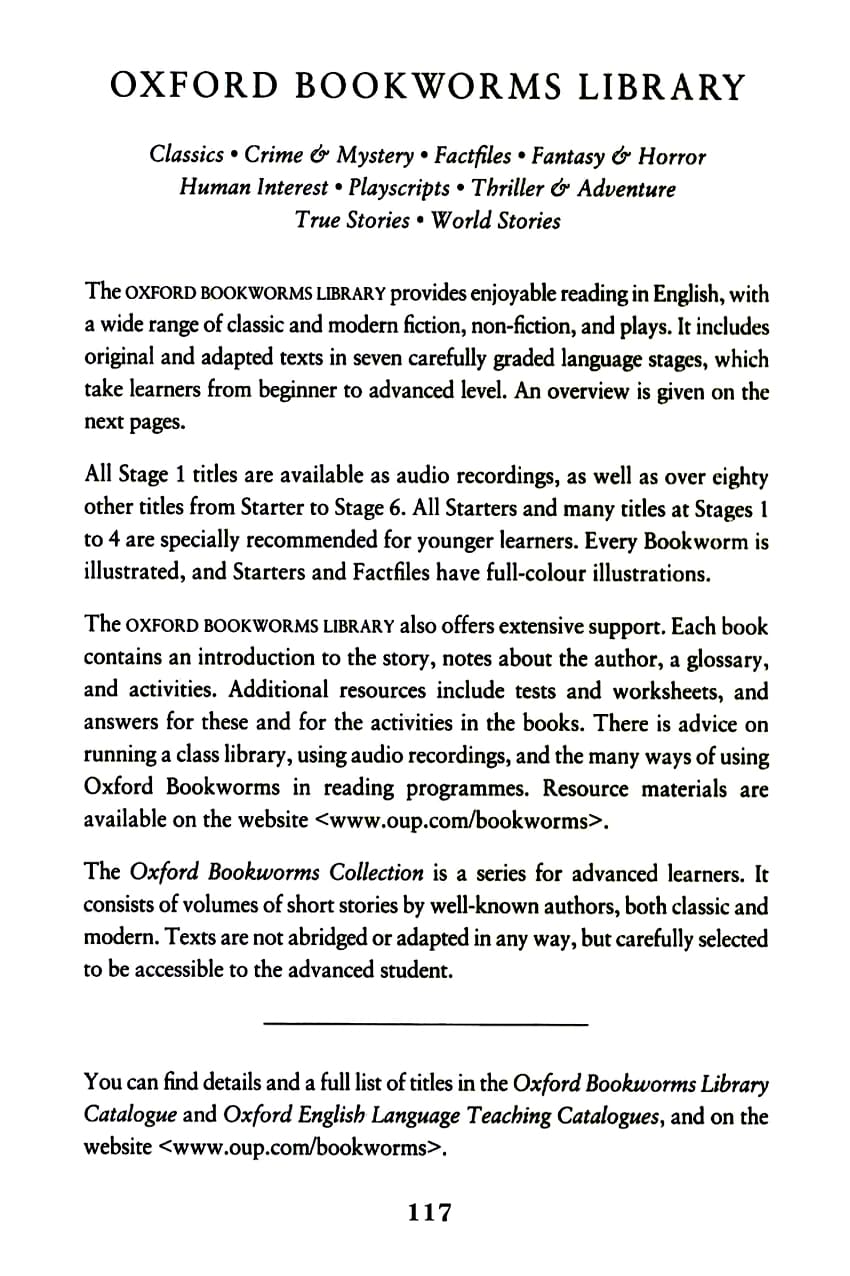 OXFORD BOOKWORMS LIBRARY
Classics • Crime & Mystery • Factfiles • Fantasy & Horror
Human Interest • Playscripts • Thriller & Adventure
True Stories • World Stories
The OXFORD BOOKWORMS LIBRARY provides enjoyable reading in English, with
a wide range of classic and modern fiction, non-fiction, and plays. It includes
original and adapted texts in seven carefully graded language stages, which
take learners from beginner to advanced level. An overview is given on the
next pages.
All Stage 1 titles are available as audio recordings, as well as over eighty
other titles from Starter to Stage 6. All Starters and many titles at Stages 1
to 4 are specially recommended for younger learners. Every Bookworm is
illustrated, and Starters and Factfiles have full-colour illustrations.
The OXFORD BOOKWORMS LIBRARY also offers extensive support. Each book
contains an introduction to the story, notes about the author, a glossary,
and activities. Additional resources include tests and worksheets, and
answers for these and for the activities in the books. There is advice on
running a class library, using audio recordings, and the many ways of using
Oxford Bookworms in reading programmes. Resource materials are
available on the website <www.oup.com/bookworms>.
The Oxford Bookworms Collection is a series for advanced learners. It
consists of volumes of short stories by well-known authors, both classic and
modern. Texts are not abridged or adapted in any way, but carefully selected
to be accessible to the advanced student.
You can find details and a full list of titles in the Oxford Bookworms Library
Catalogue and Oxford English Language Teaching Catalogues, and on the
website <www.oup.com/bookworms>.
117